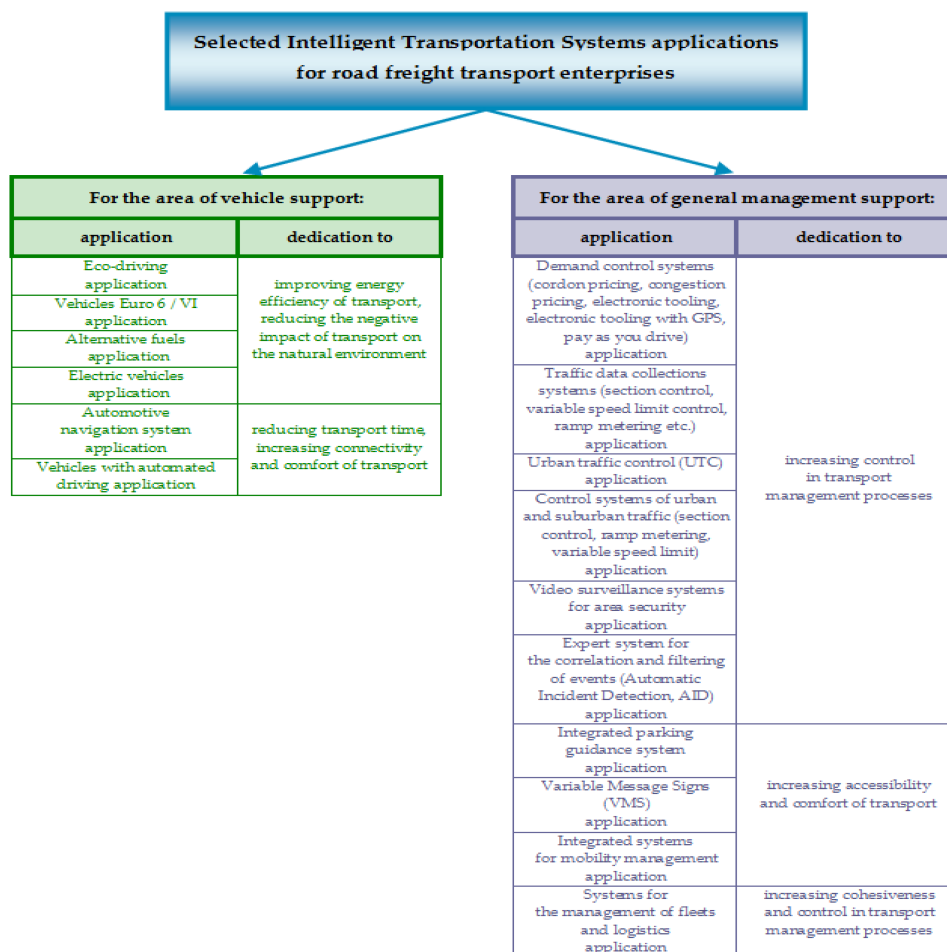 Selected Intelligent Transportation Systems applications
for road freight transport enterprises
For the area of vehicle support:
application
dedication to
Eco-driving
application
Vehicles Euro 6 / VI
application
Alternative fuels
application
Electric vehicles
application
improving energy
efficiency of transport,
reducing the negative
impact of transport on
the natural environment
Automotive
navigation system
application
Vehicles with automated
driving application
reducing transport time,
increasing connectivity
and comfort of transport
For the area of general management support:
application
dedication to
Demand control systems
(cordon pricing, congestion
pricing, electronic tooling,
electronic tooling with GPS,
pay as you drive)
application
Traffic data collections
systems (section control,
variable speed limit control,
ramp metering etc.)
application
Urban traffic control (UTC)
application
Control systems of urban
and suburban traffic (section
control, ramp metering,
variable speed limit)
application
Video surveillance systems
for area security
application
Expert system for
the correlation and filtering
of events (Automatic
Incident Detection, AID)
application
increasing control
in transport
management processes
Integrated parking
guidance system
application
Variable Message Signs
(VMS)
application
Integrated systems
for mobility management
application
increasing accessibility
and comfort of transport
Systems for
the management of fleets
and logistics
application
increasing cohesiveness
and control in transport
management processes